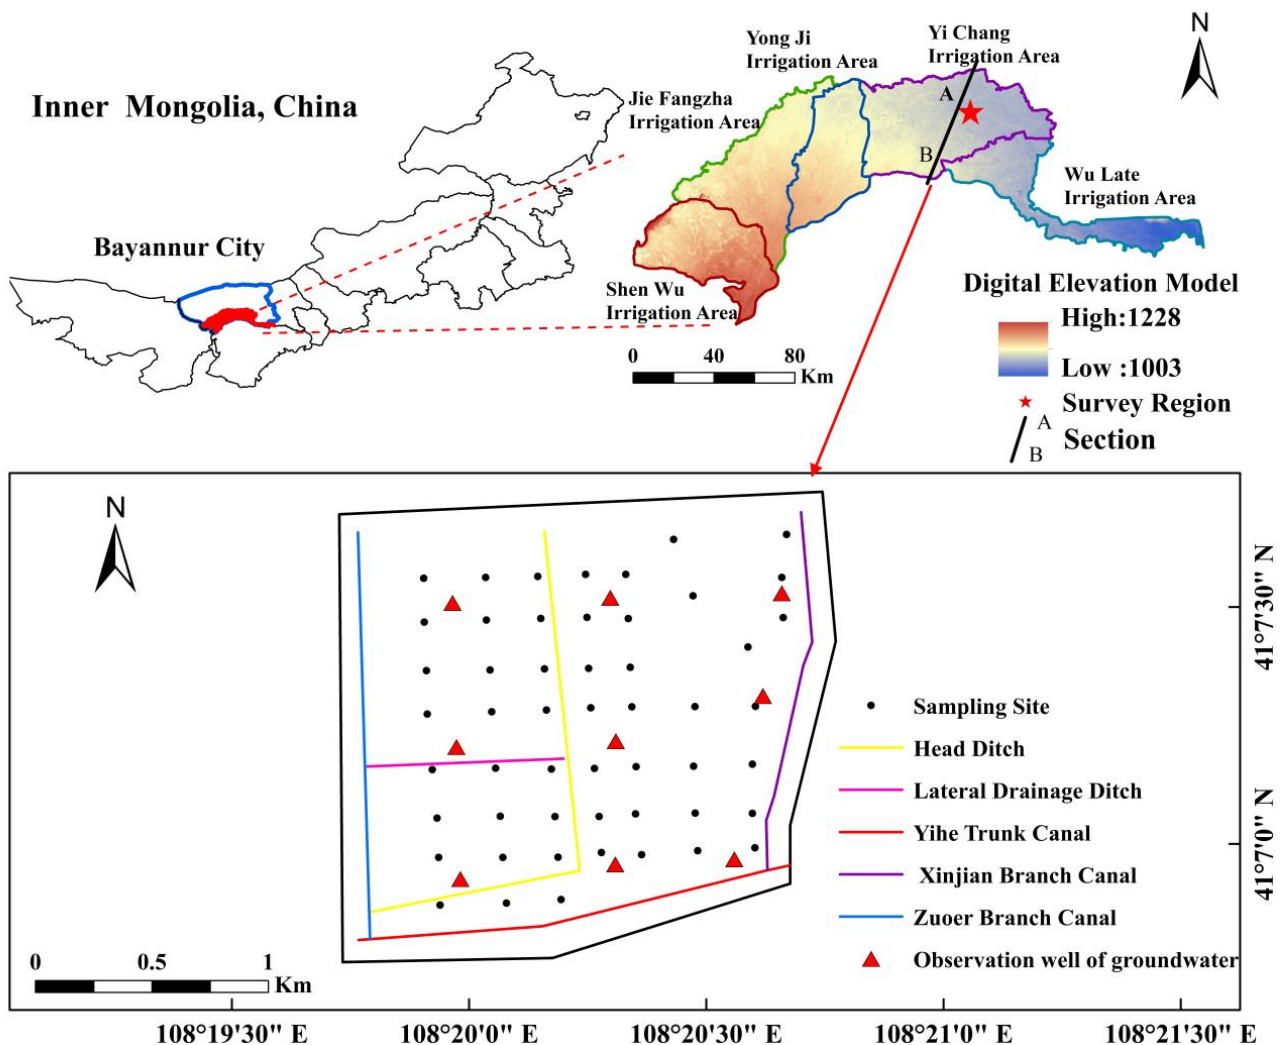 Inner Mongolia, China
Bayannur City
Yong Ji
Irrigation Area
Yi Chang
Irrigation Area
N
Jie Fangzha
Irrigation Area
A
B
Wu Late
Irrigation Area
Shen Wu
Irrigation Area
0 40 80
Km
Digital Elevation Model
High:1228
Low :1003
Survey Region
A
B
Section
N
41°7'30" N
41°7'0" N
Sampling Site
Head Ditch
Lateral Drainage Ditch
Yihe Trunk Canal
Xinjian Branch Canal
Zuoer Branch Canal
Observation well of groundwater
0 0.5 1
Km
108°19'30" E 108°20'0" E 108°20'30" E 108°21'0" E 108°21'30" E